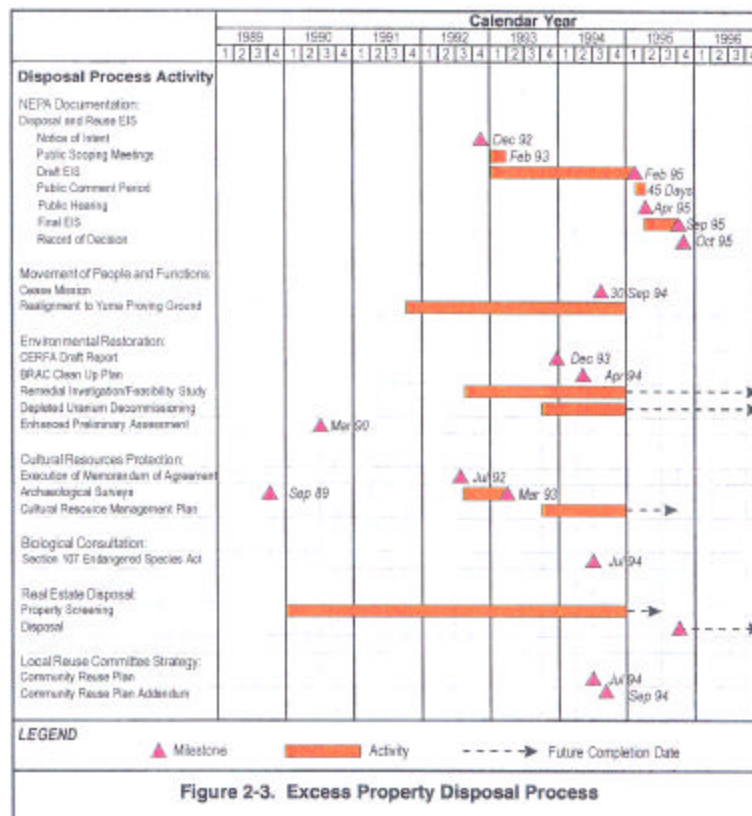 Calendar Year
1989 1990 1991 1992 1993 1994 1995 1996
1 2 3 4 1 2 3 4 1 2 3 4 1 2 3 4 1 2 3 4 1 2 3 4 1 2 3 4 1 2 3 4
Disposal Process Activity
NEPA Documentation:
Disposal and Reuse EIS
Notice of Intent Dec 92
Public Scoping Meetings Feb 93
Draft EIS Feb 95
Public Comment Period 45 Days
Public Hearing Apr 95
Final EIS Sep 95
Record of Decision Oct 95
Movement of People and Functions:
Cease Mission 30 Sep 94
Realignment to Yuma Proving Ground
Environmental Restoration:
CERFA Draft Report Dec 93
BRAC Clean Up Plan Apr 94
Remedial Investigation/Feasibility Study
Depleted Uranium Decommissioning
Enhanced Preliminary Assessment Mar 90
Cultural Resources Protection:
Execution of Memorandum of Agreement Jul 92
Archaeological Surveys Sep 89 Mar 93
Cultural Resource Management Plan
Biological Consultation:
Section 107 Endangered Species Act Jul 94
Real Estate Disposal:
Property Screening
Disposal
Local Reuse Committee Strategy:
Community Reuse Plan Jul 94
Community Reuse Plan Addendum Sep 94
LEGEND
Milestone Activity Future Completion Date
Figure 2-3. Excess Property Disposal Process